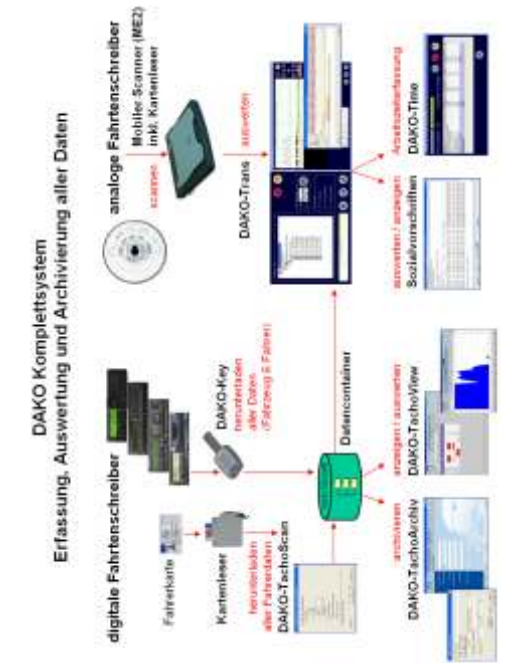 DAKO Komplettsystem
Erfassung, Auswertung und Archivierung aller Daten
digitale Fahrtenschreiber
analoge Fahrtenschreiber
Fahrerkarte
Kartenleser
herunterladen
aller Fahrerdaten
DAKO-TachoScan
DAKO-Key
herunterladen
aller Daten
(Fahrzeug & Fahrer)
Datencontainer
scannen
Mobiler Scanner (ME2)
inkl. Kartenleser
DAKO-Trans
auswerten
archivieren
DAKO-TachoArchiv
anzeigen / auswerten
DAKO-TachoView
auswerten / anzeigen
Sozialvorschriften
Arbeitszeiterfassung
DAKO-Time